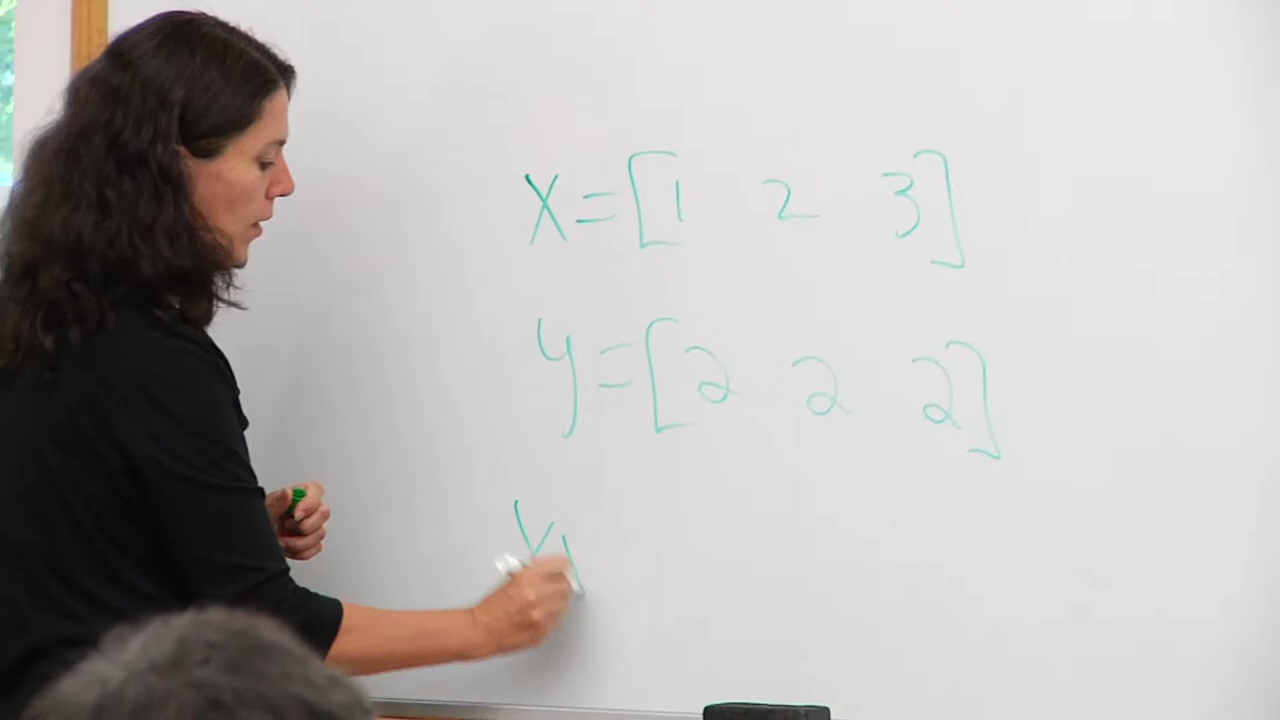 X = [1 2 3]
y = [2 2 2]